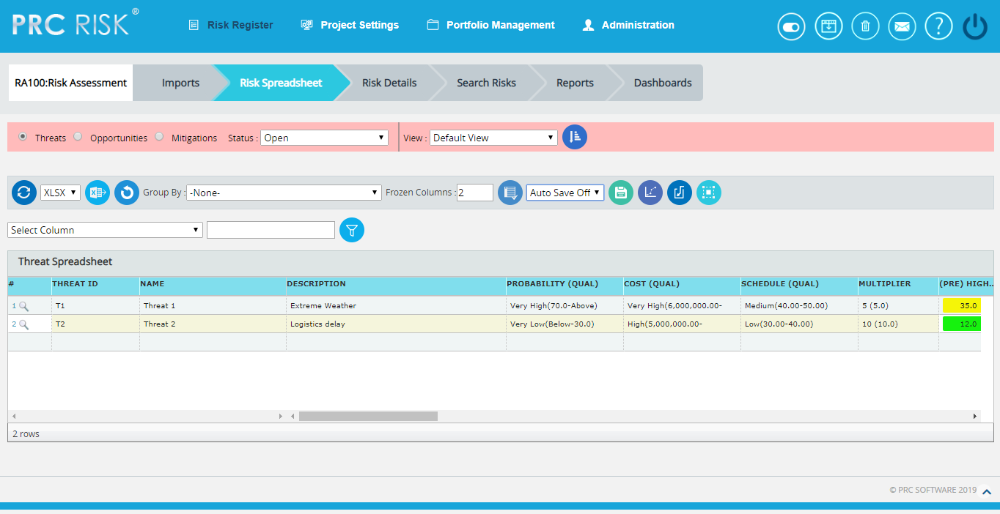 PRC RISK®
Risk Register Project Settings Portfolio Management Administration
?
RA100:Risk Assessment Imports Risk Spreadsheet Risk Details Search Risks Reports Dashboards
Threats Opportunities Mitigations Status : Open View : Default View
XLSX Group By : -None- Frozen Columns : 2 Auto Save Off
Select Column
Threat Spreadsheet
# THREAT ID NAME DESCRIPTION PROBABILITY (QUAL) COST (QUAL) SCHEDULE (QUAL) MULTIPLIER (PRE) HIGH..
1 T1 Threat 1 Extreme Weather Very High(70.0-Above) Very High(6,000,000.00- Medium(40.00-50.00) 5 (5.0) 35.0
2 T2 Threat 2 Logistics delay Very Low(Below-30.0) High(5,000,000.00- Low(30.00-40.00) 10 (10.0) 12.0
2 rows
© PRC SOFTWARE 2019